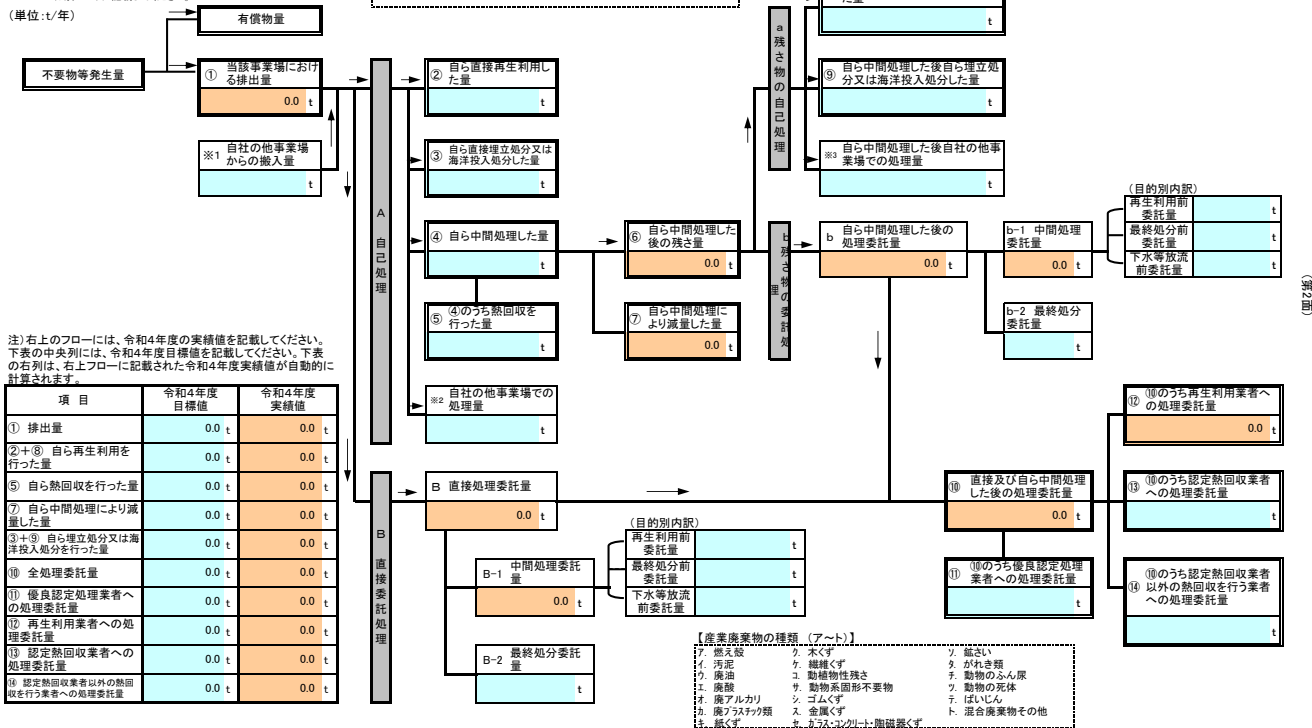 (単位:t/年)
有償物量
不要物等発生量
① 当該事業場におけ
る排出量
0.0 t
※1 自社の他事業場
からの搬入量
t
A 自己処理
② 自ら直接再生利用し
た量
t
③ 自ら直接埋立処分又は
海洋投入処分した量
t
④ 自ら中間処理した量
t
⑤ ④のうち熱回収を
行った量
t
※2 自社の他事業場での
処理量
t
⑥ 自ら中間処理した
後の残さ量
0.0 t
⑦ 自ら中間処理に
より減量した量
0.0 t
a 残さ物の自己処理
た量
t
⑨ 自ら中間処理した後自ら埋立処
分又は海洋投入処分した量
t
※3 自ら中間処理した後自社の他事
業場での処理量
t
b 残さ物の委託処理
b 自ら中間処理した後の
処理委託量
0.0 t
b-1 中間処理
委託量
0.0 t
b-2 最終処分
委託量
t
(目的別内訳)
再生利用前
委託量 t
最終処分前
委託量 t
下水等放流
前委託量 t
(第2面)
注)右上のフローには、令和4年度の実績値を記載してください。
下表の中央列には、令和4年度目標値を記載してください。下表
の右列は、右上フローに記載された令和4年度実績値が自動的に
計算されます。
項 目 令和4年度 目標値 令和4年度 実績値
① 排出量 0.0 t 0.0 t
②+⑧ 自ら再生利用を
行った量 0.0 t 0.0 t
⑤ 自ら熱回収を行った量 0.0 t 0.0 t
⑦ 自ら中間処理により減
量した量 0.0 t 0.0 t
③+⑨ 自ら埋立処分又は海
洋投入処分を行った量 0.0 t 0.0 t
⑩ 全処理委託量 0.0 t 0.0 t
⑪ 優良認定処理業者へ
の処理委託量 0.0 t 0.0 t
⑫ 再生利用業者への処
理委託量 0.0 t 0.0 t
⑬ 認定熱回収業者への
処理委託量 0.0 t 0.0 t
⑭ 認定熱回収業者以外の熱回
収を行う業者への処理委託量 0.0 t 0.0 t
B 直接委託処理
B 直接処理委託量
0.0 t
B-1 中間処理委託
量
0.0 t
B-2 最終処分委託
量
t
(目的別内訳)
再生利用前
委託量 t
最終処分前
委託量 t
下水等放流
前委託量 t
⑩ 直接及び自ら中間処理
した後の処理委託量
0.0 t
⑪ ⑩のうち優良認定処理
業者への処理委託量
t
⑫ ⑩のうち再生利用業者へ
の処理委託量
0.0 t
⑬ ⑩のうち認定熱回収業者
への処理委託量
t
⑭ ⑩のうち認定熱回収業者
以外の熱回収を行う業者
への処理委託量
t
【産業廃棄物の種類 (ア~ト)】
ア. 燃え殻 ク. 木くず ソ. 鉱さい
イ. 汚泥 ケ. 繊維くず タ. がれき類
ウ. 廃油 コ. 動植物性残さ チ. 動物のふん尿
エ. 廃酸 サ. 動物系固形不要物 ツ. 動物の死体
オ. 廃アルカリ シ. ゴムくず テ. ばいじん
カ. 廃プラスチック類 ス. 金属くず ト. 混合廃棄物その他
キ. 紙くず セ. ガラス・コンクリート・陶磁器くず